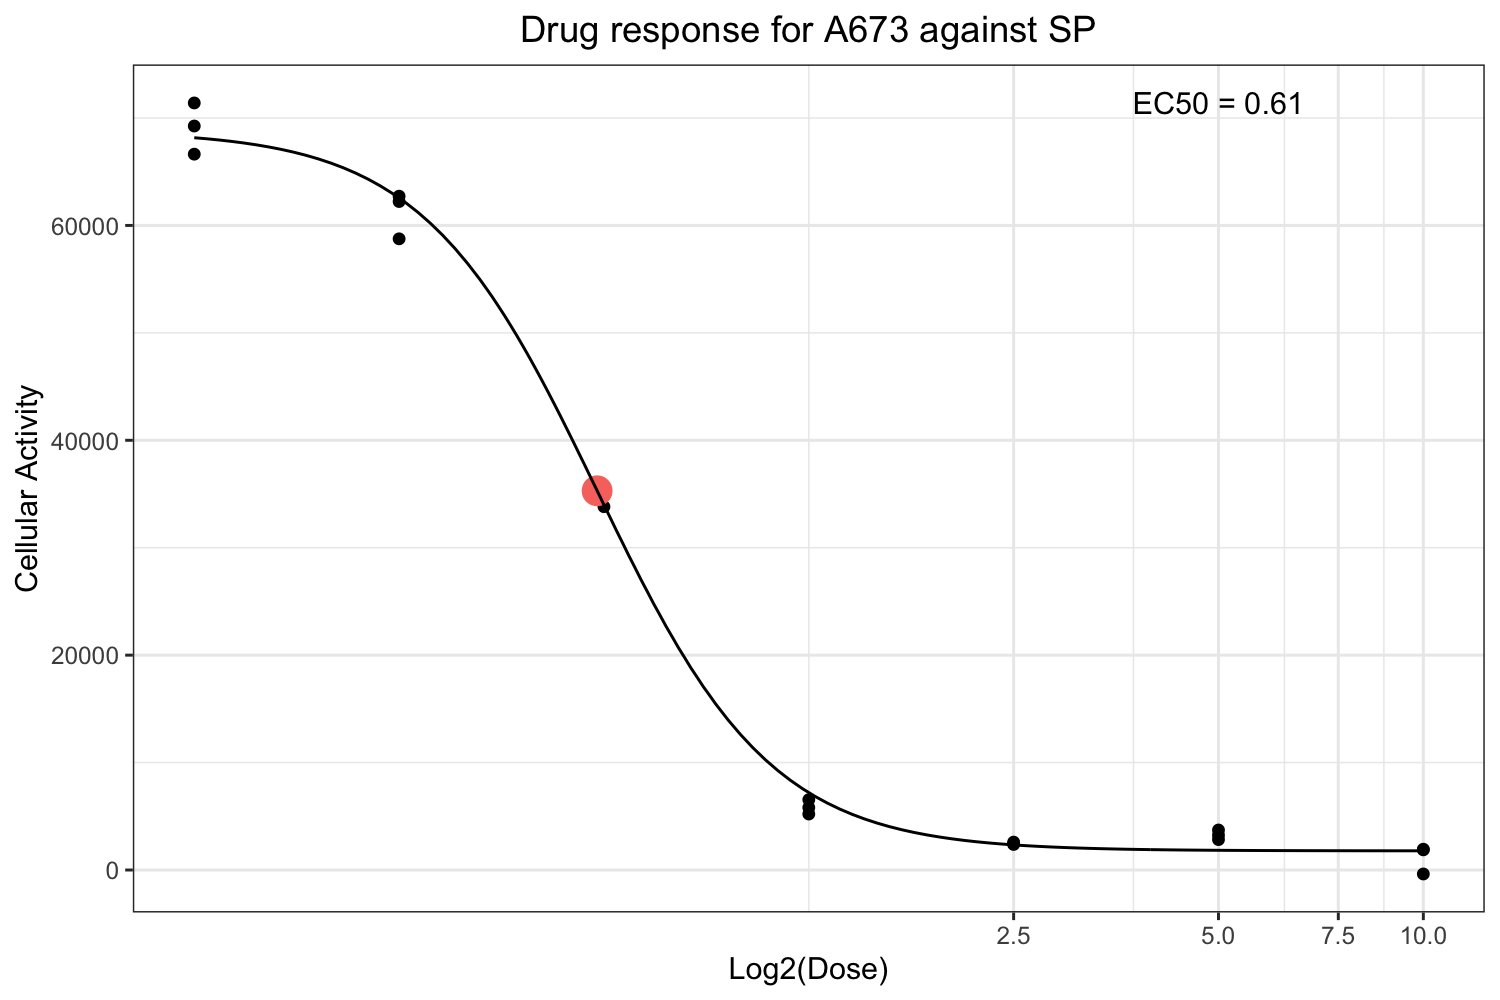 Drug response for A673 against SP
EC50 = 0.61
60000
40000
20000
0
Cellular Activity
2.5 5.0 7.5 10.0
Log2(Dose)